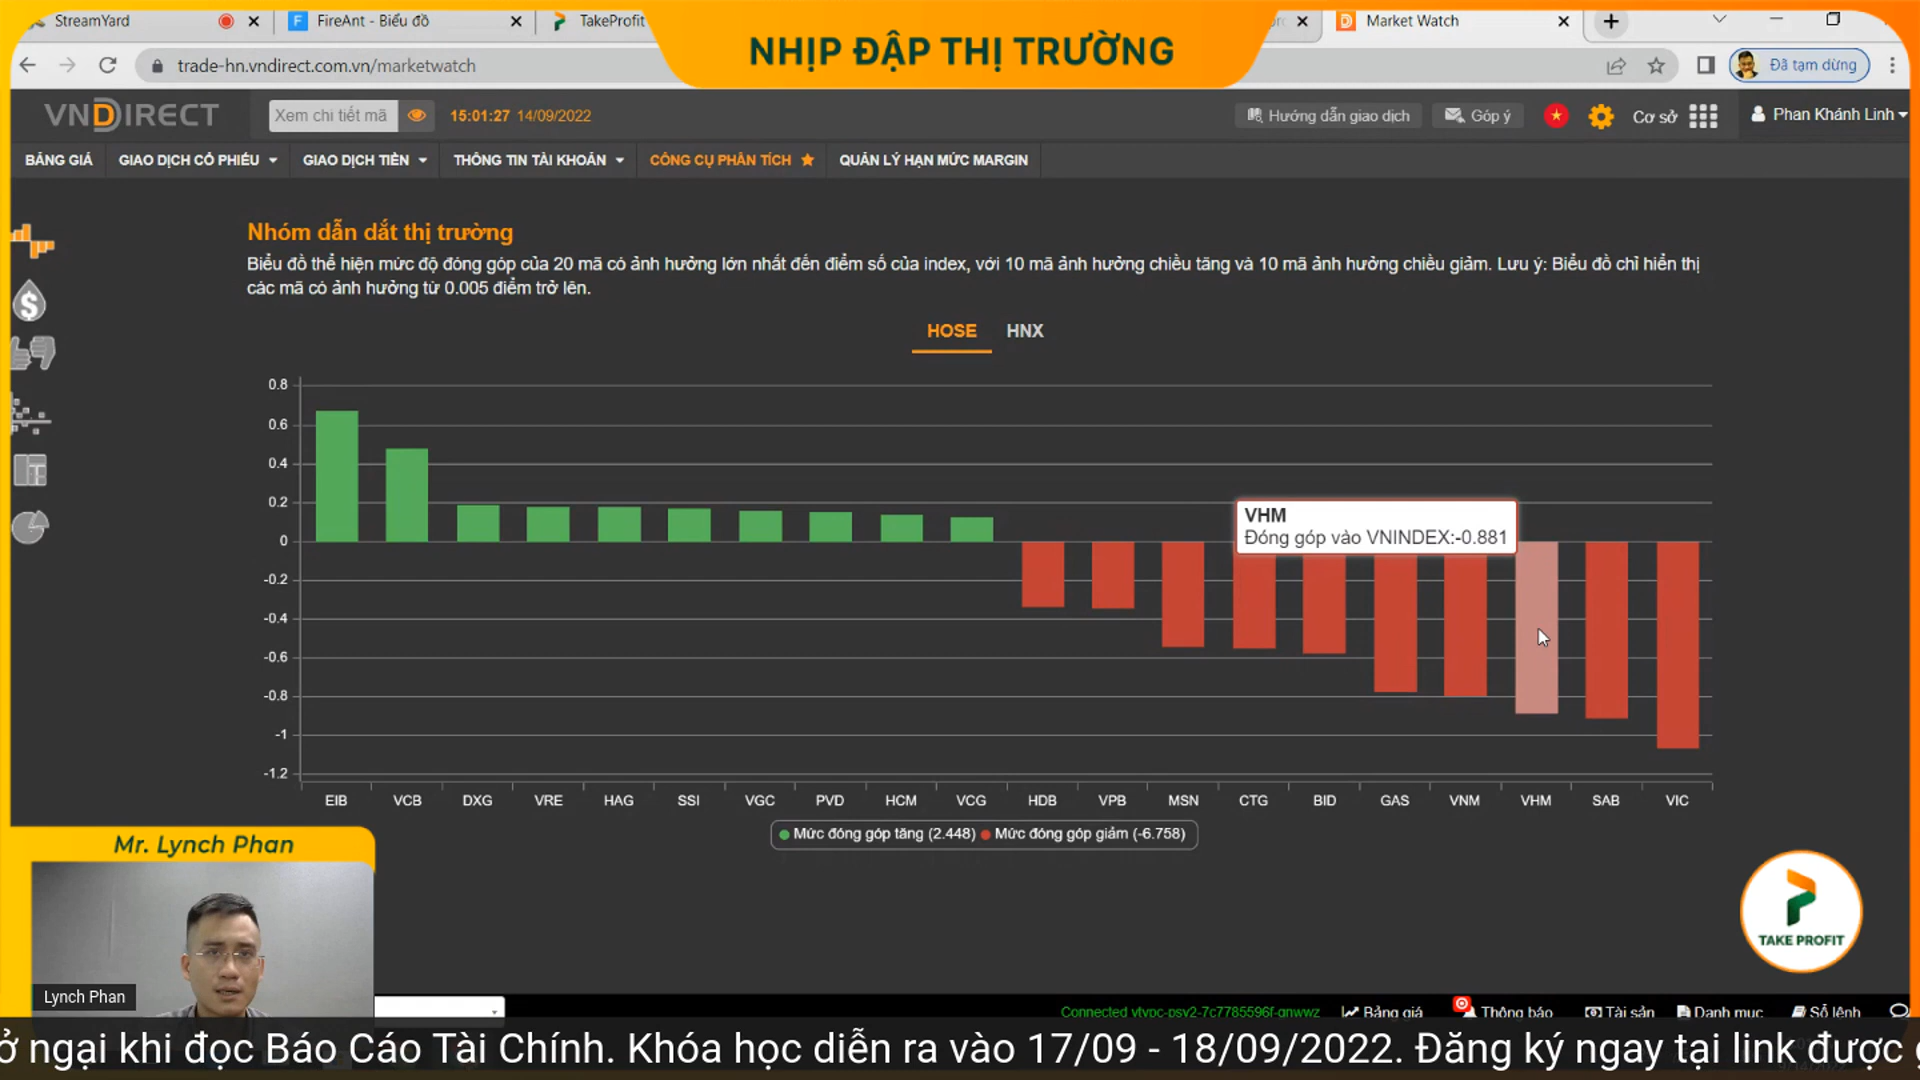 StreamYard
FireAnt - Biểu đồ
TakeProfit
NHỊP ĐẬP THỊ TRƯỜNG
Market Watch
trade-hn.vndirect.com.vn/marketwatch
Đã tạm dừng
VNDIRECT
Xem chi tiết mã
15:01:27 14/09/2022
Hướng dẫn giao dịch
Góp ý
Cơ sở
Phan Khánh Linh
BẢNG GIÁ
GIAO DỊCH CỔ PHIẾU
GIAO DỊCH TIỀN
THÔNG TIN TÀI KHOẢN
CÔNG CỤ PHÂN TÍCH
QUẢN LÝ HẠN MỨC MARGIN
Nhóm dẫn dắt thị trường
Biểu đồ thể hiện mức độ đóng góp của 20 mã có ảnh hưởng lớn nhất đến điểm số của index, với 10 mã ảnh hưởng chiều tăng và 10 mã ảnh hưởng chiều giảm. Lưu ý: Biểu đồ chỉ hiển thị
các mã có ảnh hưởng từ 0.005 điểm trở lên.
HOSE
HNX
0.8
0.6
0.4
0.2
0
-0.2
-0.4
-0.6
-0.8
-1
-1.2
VHM
Đóng góp vào VNINDEX:-0.881
EIB VCB DXG VRE HAG SSI VGC PVD HCM VCG HDB VPB MSN CTG BID GAS VNM VHM SAB VIC
Mức đóng góp tăng (2.448) Mức đóng góp giảm (-6.758)
Mr. Lynch Phan
Lynch Phan
TAKE PROFIT
Connected vtvpc-psv2-7c7785596f-gnwwz
Bảng giá
Thông báo
Tài sản
Danh mục
Sổ lệnh
ở ngại khi đọc Báo Cáo Tài Chính. Khóa học diễn ra vào 17/09 - 18/09/2022. Đăng ký ngay tại link được